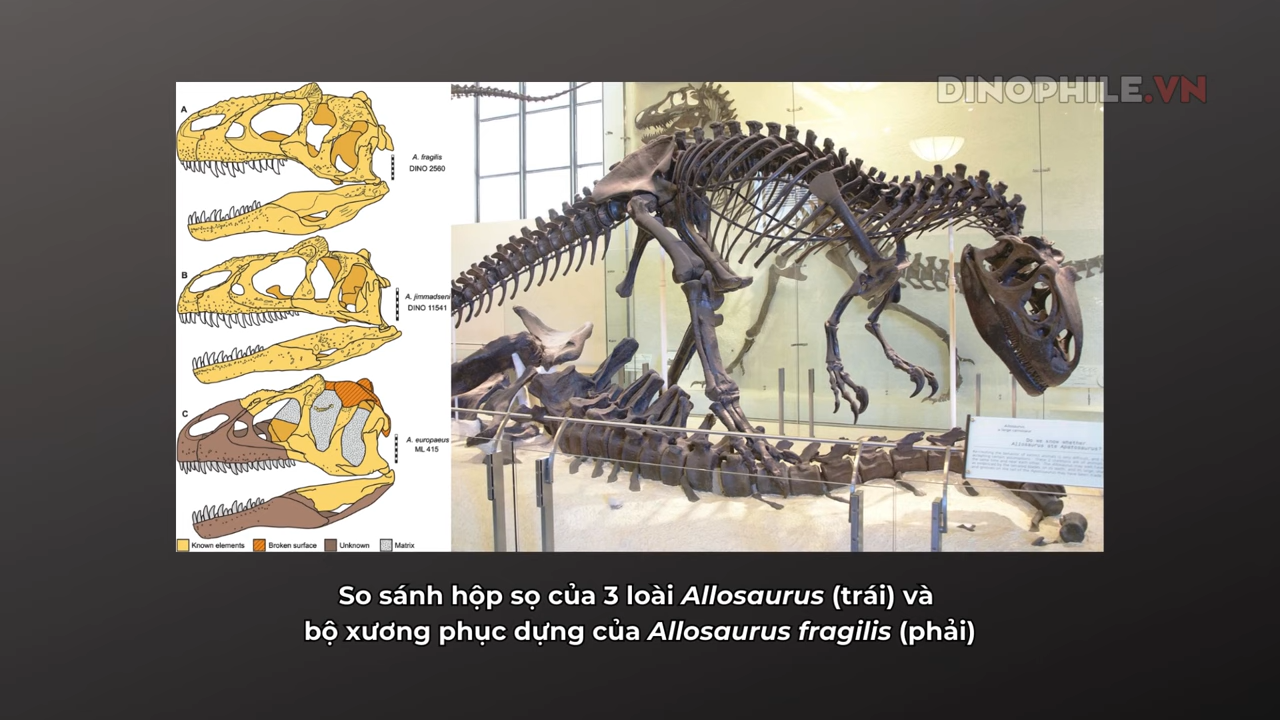 DINOPHILE.VN
A
A. fragilis
DINO 2560
B
A. jimmadseni
DINO 11541
C
A. europaeus
ML 415
Known elements
Broken surface
Unknown
Matrix
So sánh hộp sọ của 3 loài Allosaurus (trái) và
bộ xương phục dựng của Allosaurus fragilis (phải)